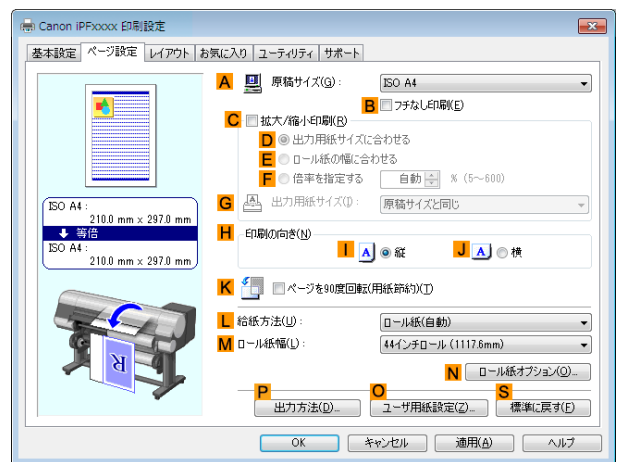 Canon iPFxxxx 印刷設定
基本設定 ページ設定 レイアウト お気に入り ユーティリティ サポート
A 原稿サイズ(G): ISO A4
B フチなし印刷(E)
C 拡大/縮小印刷(R)
D 出力用紙サイズに合わせる
E ロール紙の幅に合わせる
F 倍率を指定する 自動 % (5～600)
G A 出力用紙サイズ(I): 原稿サイズと同じ
ISO A4 :
210.0 mm x 297.0 mm
等倍
ISO A4 :
210.0 mm x 297.0 mm
H 印刷の向き(N)
I A 縦 J A 横
K ページを90度回転(用紙節約)(T)
L 給紙方法(U): ロール紙(自動)
M ロール紙幅(L): 44インチロール (1117.6mm)
R
N ロール紙オプション(O)...
P O S
出力方法(D)... ユーザ用紙設定(Z)... 標準に戻す(F)
OK キャンセル 適用(A) ヘルプ